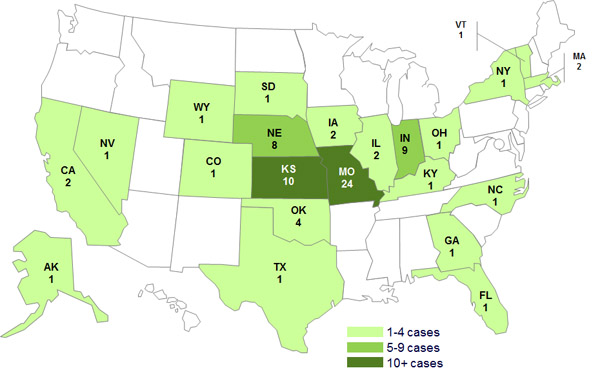 VT
1
MA
2
NY
1
SD
1
WY
1
IA
2
NE
8
NV
1
OH
1
IL
2
IN
9
CO
1
CA
2
KS
10
MO
24
KY
1
NC
1
OK
4
GA
1
AK
1
TX
1
FL
1
1-4 cases
5-9 cases
10+ cases